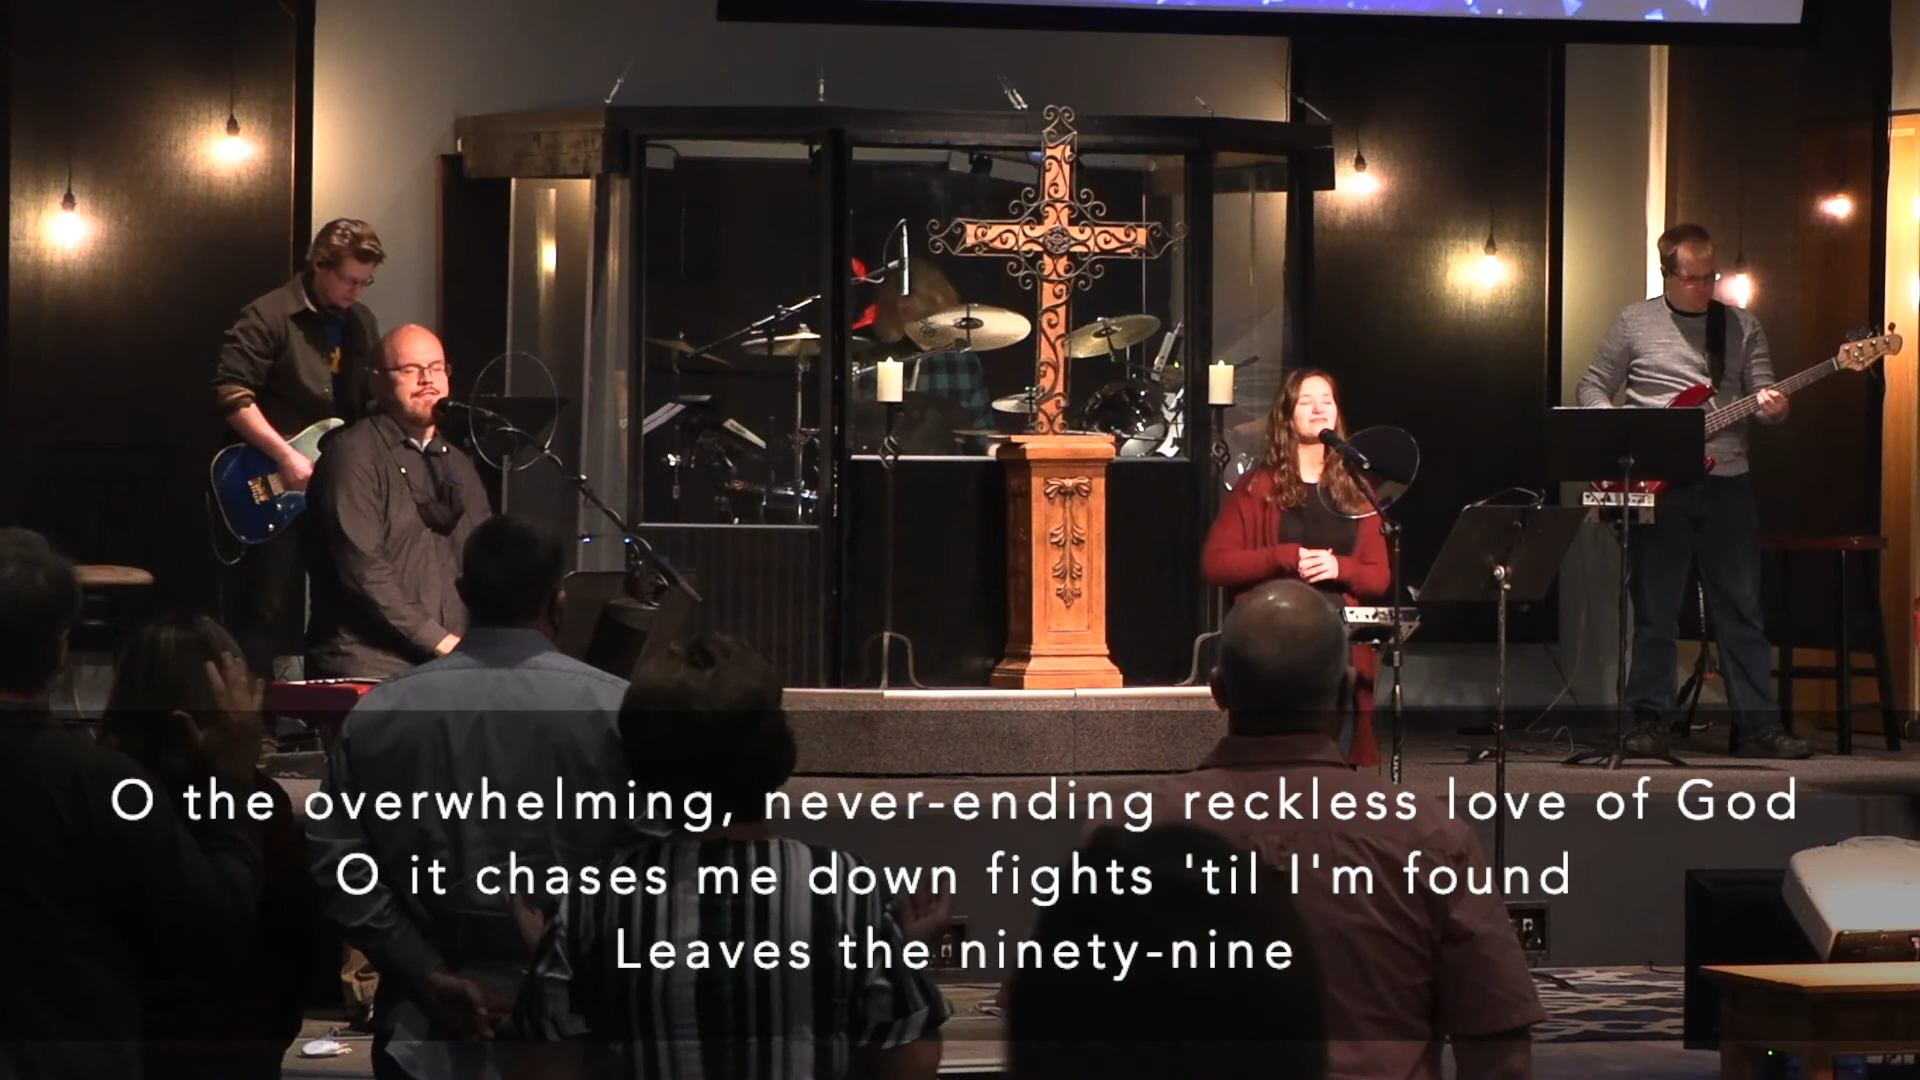 O the overwhelming, never-ending reckless love of God
O it chases me down fights 'til I'm found
Leaves the ninety-nine